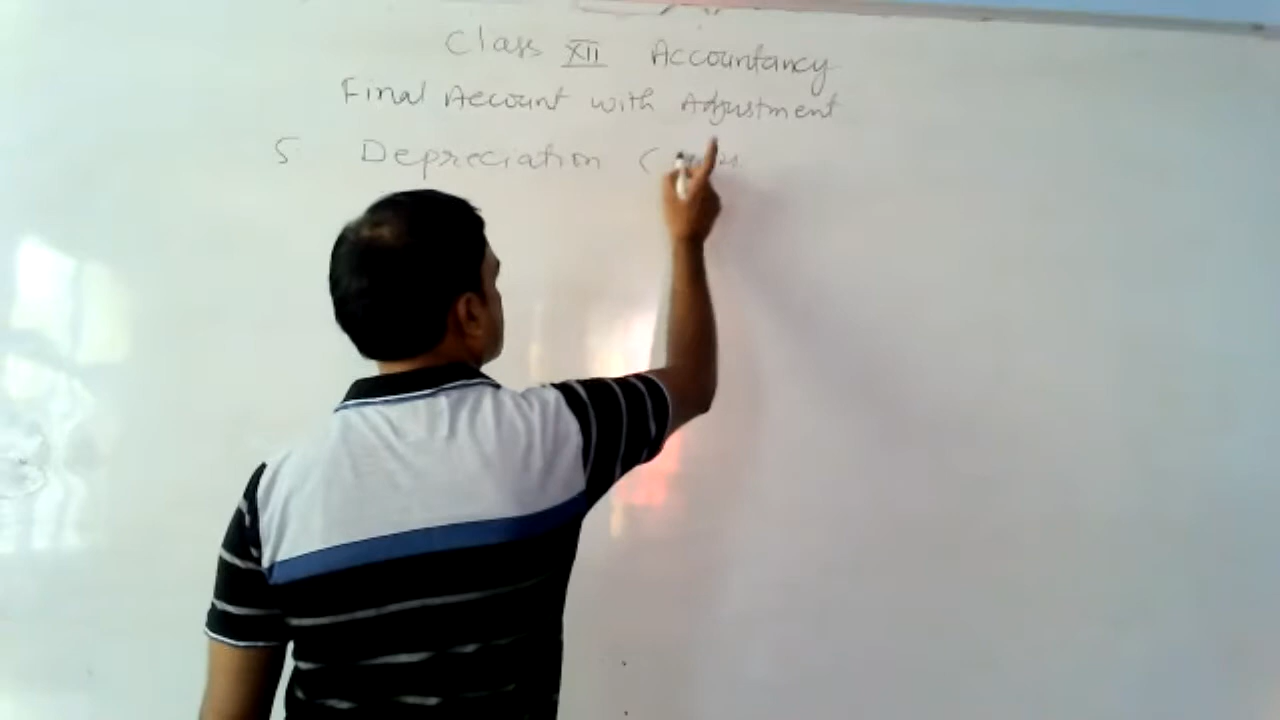 Class XII Accountancy
Final Account with Adjustment
5 Depreciation (